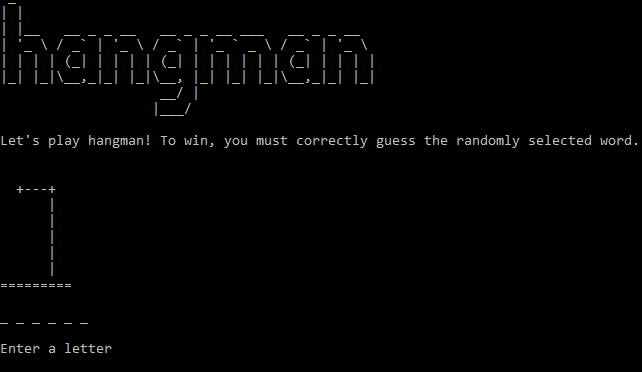 hangman
Let's play hangman! To win, you must correctly guess the randomly selected word.
+---+
|
|
|
|
|
=========
_ _ _ _ _ _
Enter a letter